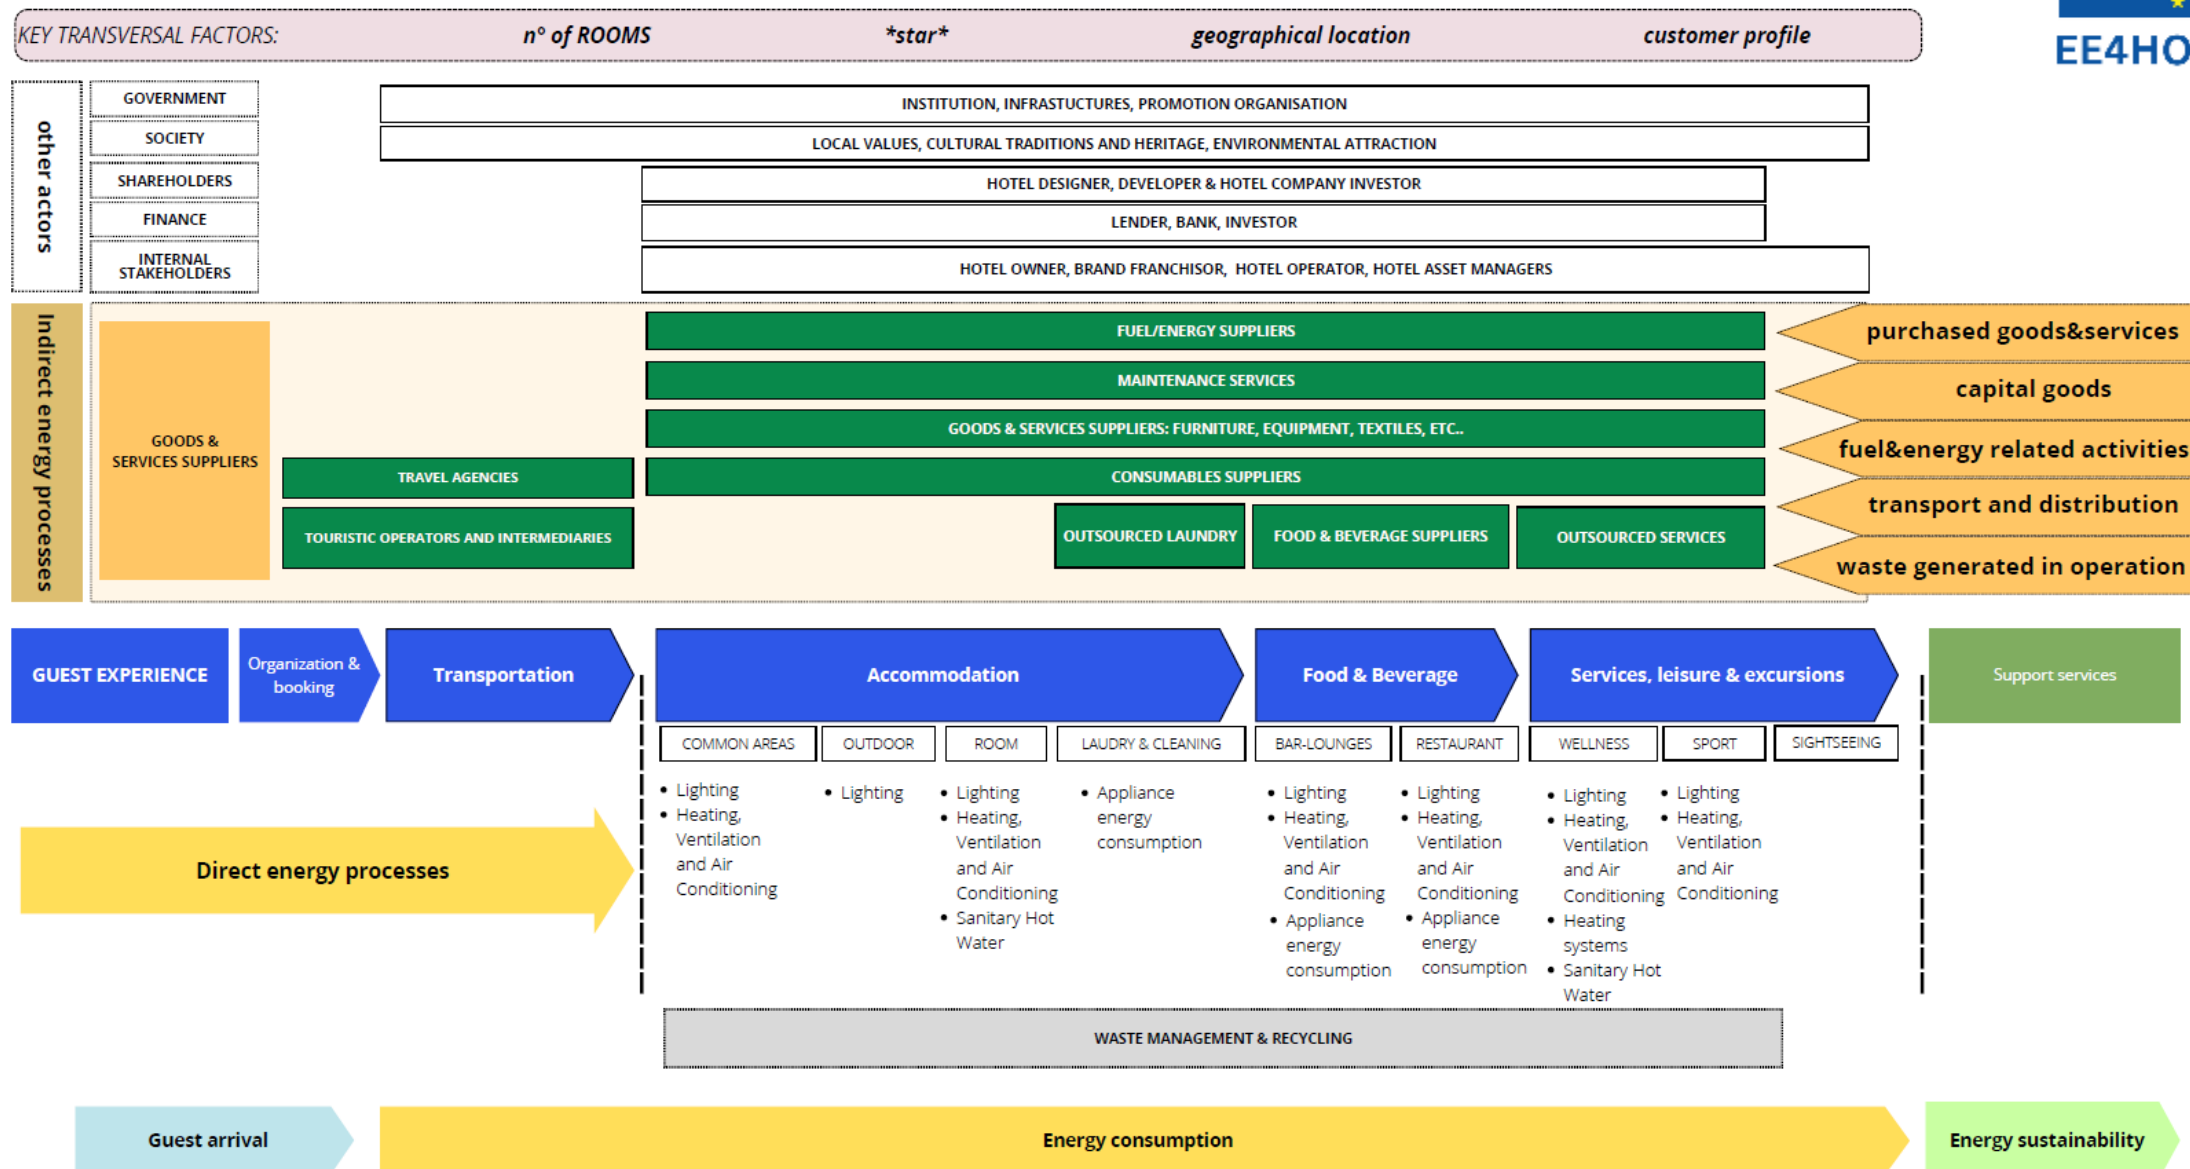 KEY TRANSVERSAL FACTORS: n° of ROOMS *star* geographical location customer profile
EE4HO
other actors
GOVERNMENT
INSTITUTION, INFRASTUCTURES, PROMOTION ORGANISATION
SOCIETY
LOCAL VALUES, CULTURAL TRADITIONS AND HERITAGE, ENVIRONMENTAL ATTRACTION
SHAREHOLDERS
HOTEL DESIGNER, DEVELOPER & HOTEL COMPANY INVESTOR
FINANCE
LENDER, BANK, INVESTOR
INTERNAL
STAKEHOLDERS
HOTEL OWNER, BRAND FRANCHISOR, HOTEL OPERATOR, HOTEL ASSET MANAGERS
Indirect energy processes
GOODS &
SERVICES SUPPLIERS
FUEL/ENERGY SUPPLIERS
MAINTENANCE SERVICES
GOODS & SERVICES SUPPLIERS: FURNITURE, EQUIPMENT, TEXTILES, ETC..
TRAVEL AGENCIES
CONSUMABLES SUPPLIERS
TOURISTIC OPERATORS AND INTERMEDIARIES
OUTSOURCED LAUNDRY
FOOD & BEVERAGE SUPPLIERS
OUTSOURCED SERVICES
purchased goods&services
capital goods
fuel&energy related activities
transport and distribution
waste generated in operation
GUEST EXPERIENCE
Organization &
booking
Transportation
Accommodation
Food & Beverage
Services, leisure & excursions
Support services
COMMON AREAS
OUTDOOR
ROOM
LAUDRY & CLEANING
BAR-LOUNGES
RESTAURANT
WELLNESS
SPORT
SIGHTSEEING
Direct energy processes
• Lighting
• Heating,
Ventilation
and Air
Conditioning
• Lighting
• Lighting
• Heating,
Ventilation
and Air
Conditioning
• Sanitary Hot
Water
• Appliance
energy
consumption
• Lighting
• Heating,
Ventilation
and Air
Conditioning
• Appliance
energy
consumption
• Lighting
• Heating,
Ventilation
and Air
Conditioning
• Appliance
energy
consumption
• Lighting
• Heating,
Ventilation
and Air
Conditioning
• Heating
systems
• Sanitary Hot
Water
• Lighting
• Heating,
Ventilation
and Air
Conditioning
WASTE MANAGEMENT & RECYCLING
Guest arrival
Energy consumption
Energy sustainability